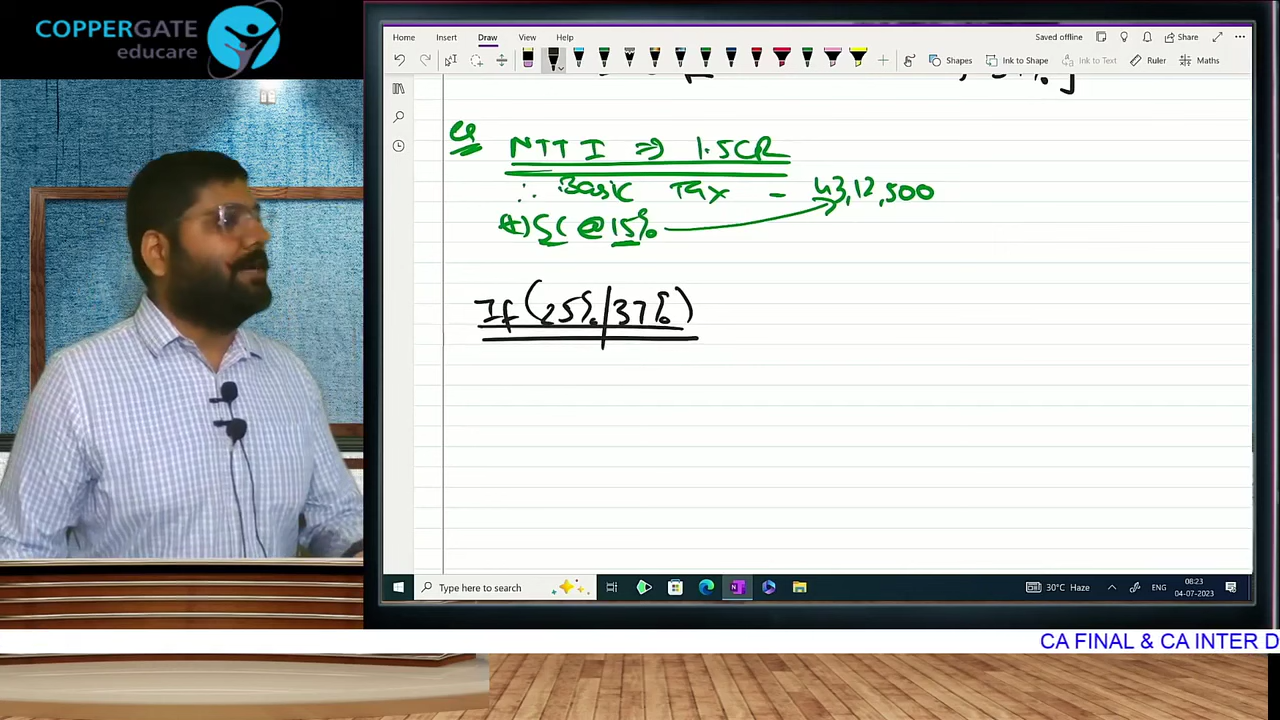 COPPERGATE
educare
Home Insert Draw View Help
Saved offline
Share
Shapes
Ink to Shape
Ink to Text
Ruler
Maths
Eg
NTTI ⇒ 1.5CR
∴ Basic Tax - 43,12,500
(+) SC @ 15%
If (25%/37%)
Type here to search
30°C Haze
ENG
08:23
04-07-2023
CA FINAL & CA INTER D